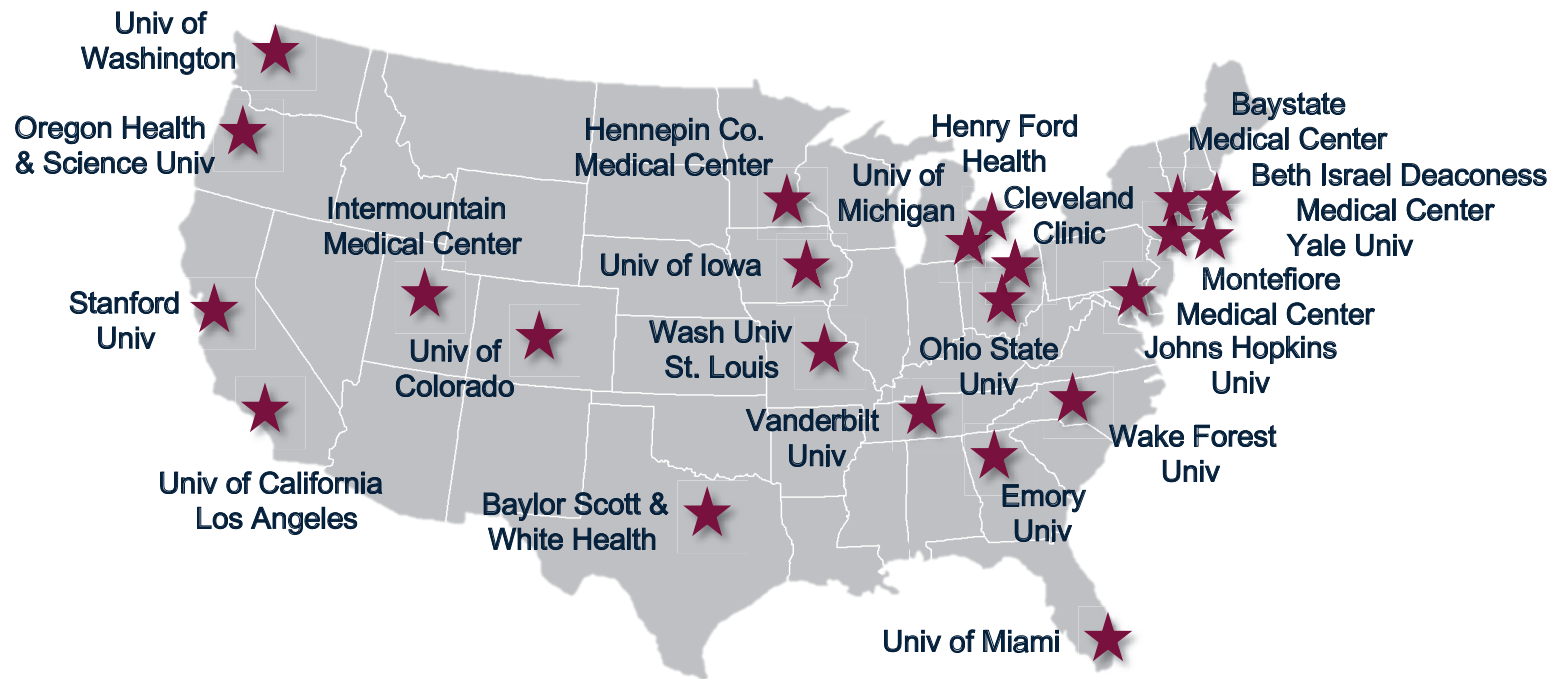 Univ of
Washington
Oregon Health
& Science Univ
Hennepin Co.
Medical Center
Henry Ford
Health
Baystate
Medical Center
Univ of
Michigan
Cleveland
Clinic
Beth Israel Deaconess
Medical Center
Intermountain
Medical Center
Yale Univ
Univ of Iowa
Montefiore
Medical Center
Stanford
Univ
Univ of
Colorado
Wash Univ
St. Louis
Ohio State
Univ
Johns Hopkins
Univ
Vanderbilt
Univ
Wake Forest
Univ
Univ of California
Los Angeles
Baylor Scott &
White Health
Emory
Univ
Univ of Miami